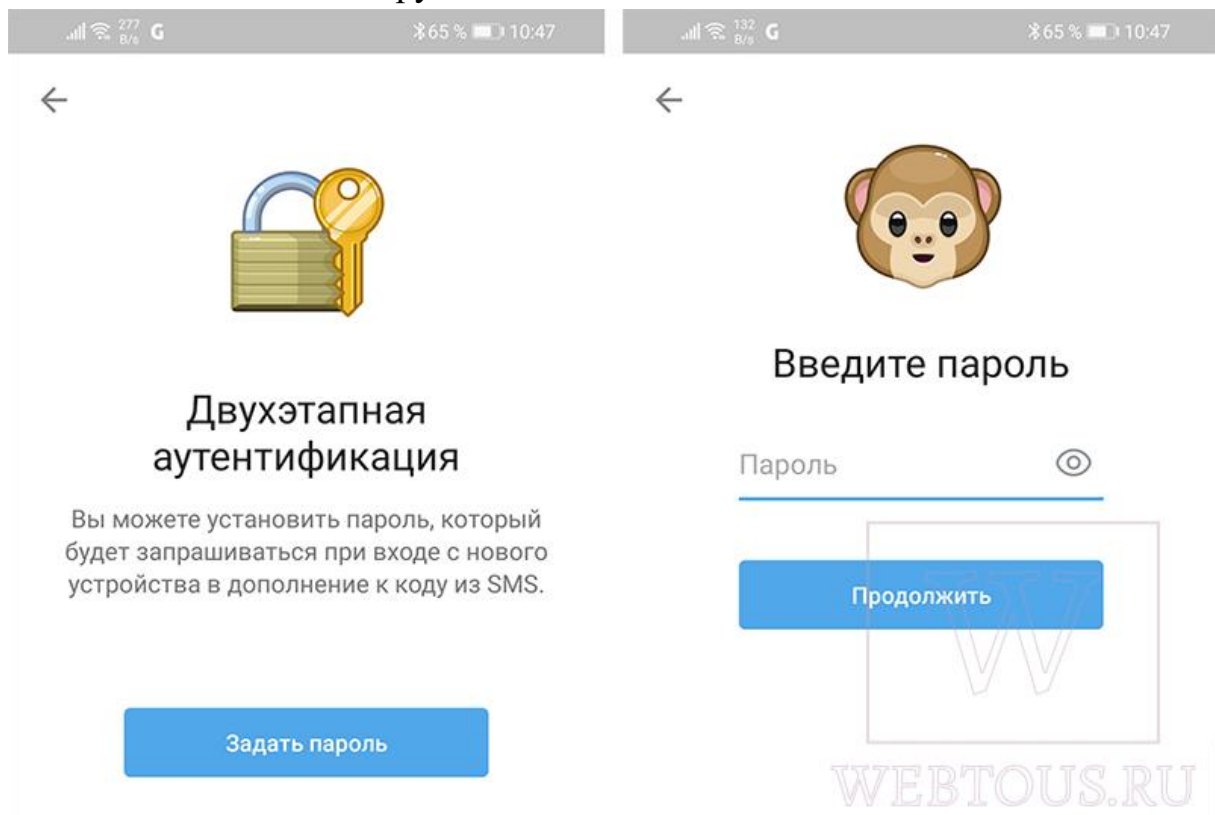 277 B/s G 65 % 10:47
Двухэтапная
аутентификация
Вы можете установить пароль, который
будет запрашиваться при входе с нового
устройства в дополнение к коду из SMS.
Задать пароль
132 B/s G 65 % 10:47
Введите пароль
Пароль
Продолжить
W
WEBTOUS.RU